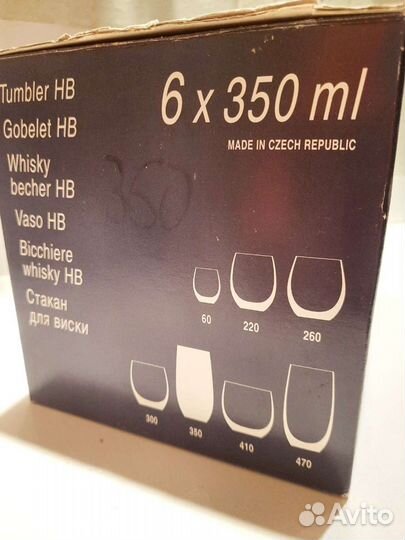 Tumbler HB
Gobelet HB
Whisky
becher HB
Vaso HB
Bicchiere
whisky HB
Стакан
для виски
6 x 350 ml
MADE IN CZECH REPUBLIC
350
60
220
260
300
350
410
470
Avito